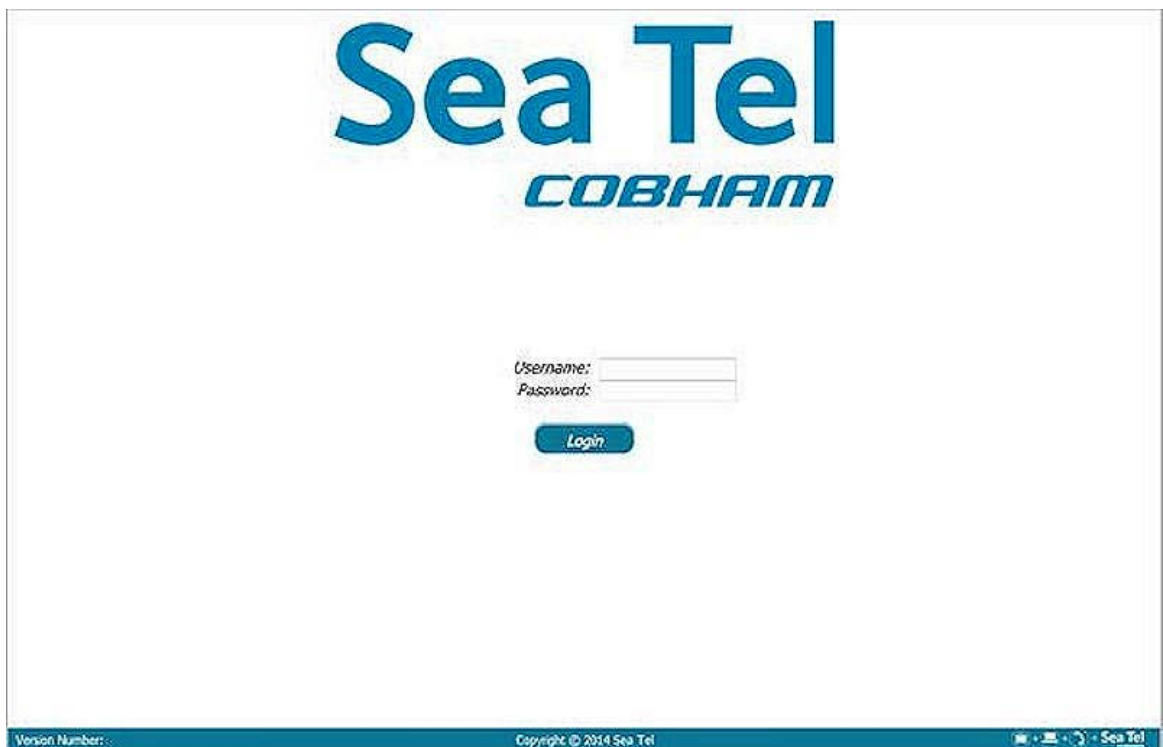 Sea Tel
COBHAM
Username:
Password:
Login
Version Number:
Copyright © 2014 Sea Tel
Sea Tel